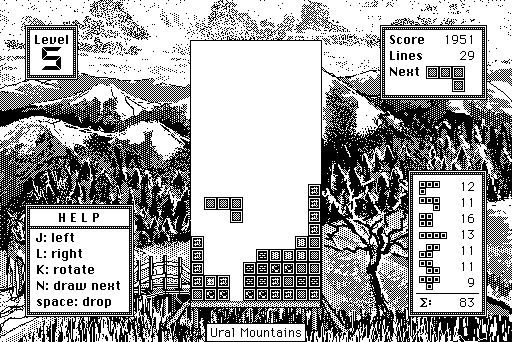 Level
5
Score 1951
Lines 29
Next
12
11
16
13
11
11
9
Σ: 83
HELP
J: left
L: right
K: rotate
N: draw next
space: drop
Ural Mountains